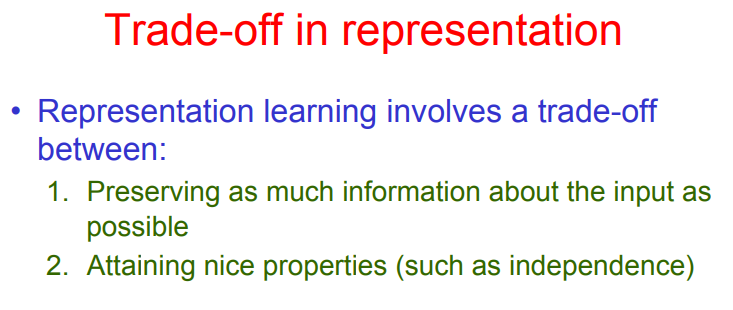 Trade-off in representation
• Representation learning involves a trade-off
between:
1. Preserving as much information about the input as
possible
2. Attaining nice properties (such as independence)